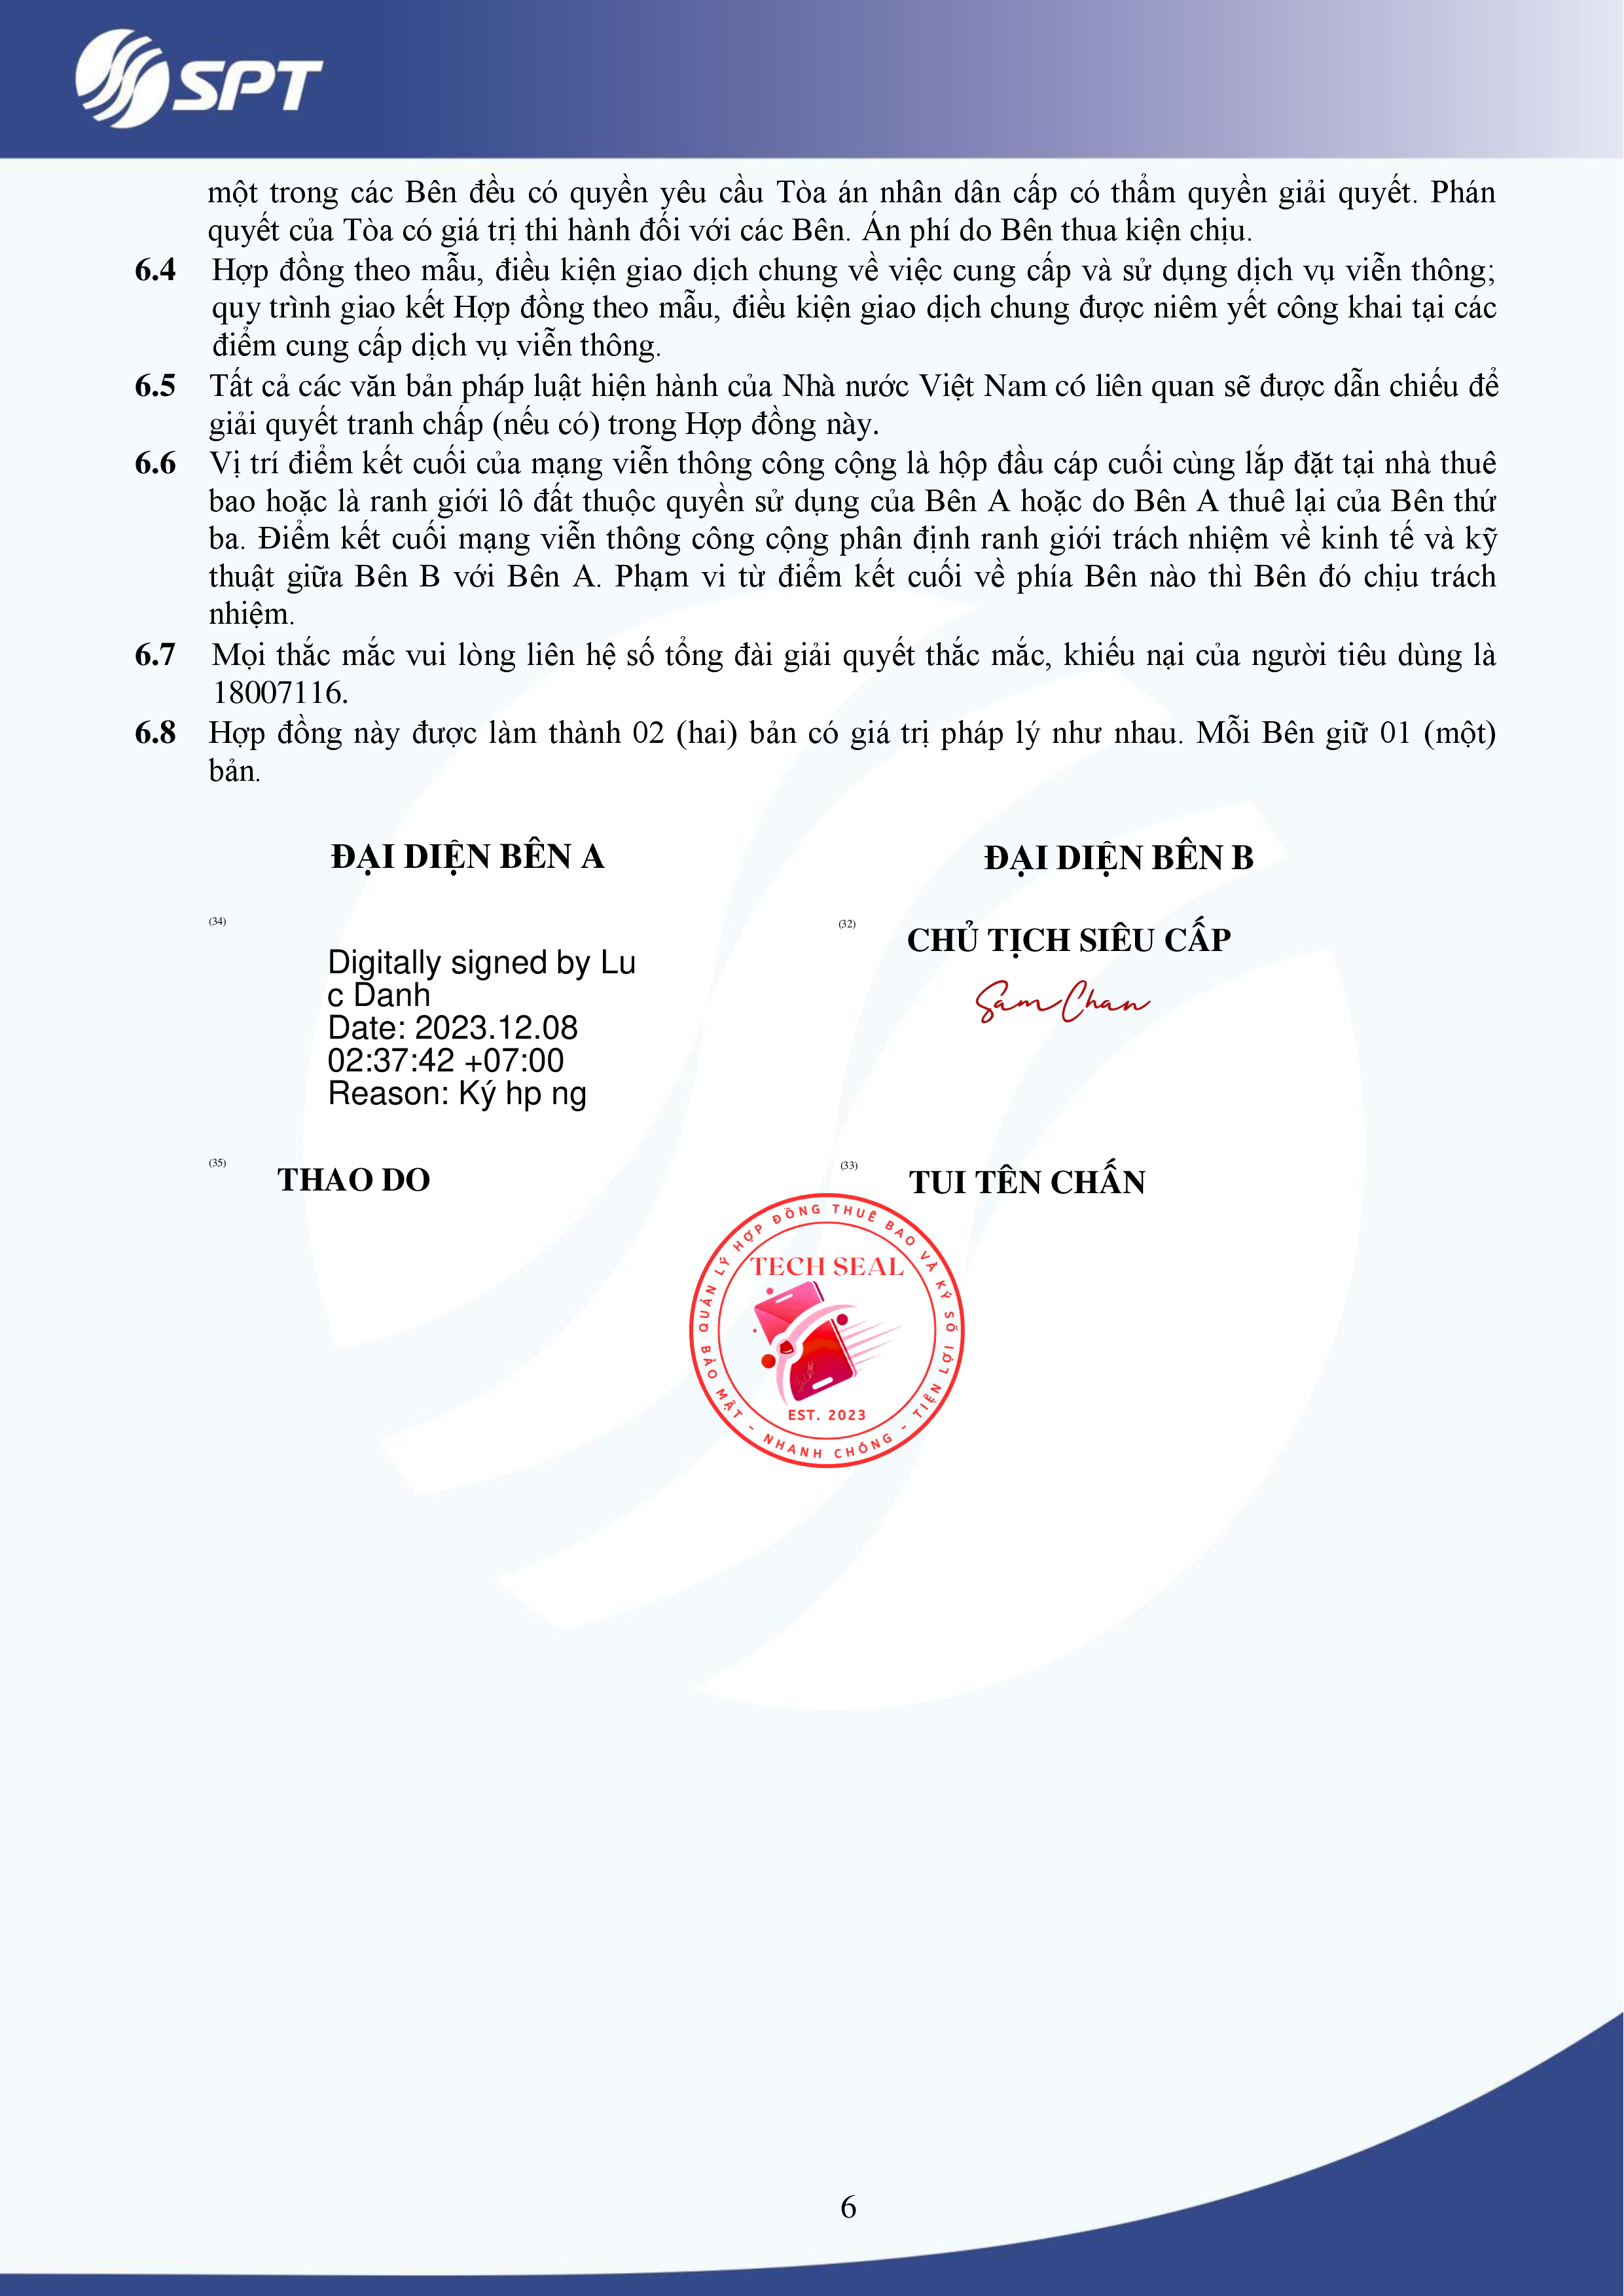 SPT
một trong các Bên đều có quyền yêu cầu Tòa án nhân dân cấp có thẩm quyền giải quyết. Phán
quyết của Tòa có giá trị thi hành đối với các Bên. Án phí do Bên thua kiện chịu.
6.4 Hợp đồng theo mẫu, điều kiện giao dịch chung về việc cung cấp và sử dụng dịch vụ viễn thông;
quy trình giao kết Hợp đồng theo mẫu, điều kiện giao dịch chung được niêm yết công khai tại các
điểm cung cấp dịch vụ viễn thông.
6.5 Tất cả các văn bản pháp luật hiện hành của Nhà nước Việt Nam có liên quan sẽ được dẫn chiếu để
giải quyết tranh chấp (nếu có) trong Hợp đồng này.
6.6 Vị trí điểm kết cuối của mạng viễn thông công cộng là hộp đầu cáp cuối cùng lắp đặt tại nhà thuê
bao hoặc là ranh giới lô đất thuộc quyền sử dụng của Bên A hoặc do Bên A thuê lại của Bên thứ
ba. Điểm kết cuối mạng viễn thông công cộng phân định ranh giới trách nhiệm về kinh tế và kỹ
thuật giữa Bên B với Bên A. Phạm vi từ điểm kết cuối về phía Bên nào thì Bên đó chịu trách
nhiệm.
6.7 Mọi thắc mắc vui lòng liên hệ số tổng đài giải quyết thắc mắc, khiếu nại của người tiêu dùng là
18007116.
6.8 Hợp đồng này được làm thành 02 (hai) bản có giá trị pháp lý như nhau. Mỗi Bên giữ 01 (một)
bản.
ĐẠI DIỆN BÊN A
ĐẠI DIỆN BÊN B
(34)
Digitally signed by Lu
c Danh
Date: 2023.12.08
02:37:42 +07:00
Reason: Ký hp ng
(32)
CHỦ TỊCH SIÊU CẤP
Sam Chan
(35)
THAO DO
(33)
TUI TÊN CHẤN
QUẢN LÝ HỢP ĐỒNG THUÊ BAO VÀ KÝ SỐ
TECH SEAL
EST. 2023
BẢO MẬT - NHANH CHÓNG - TIỆN LỢI
6